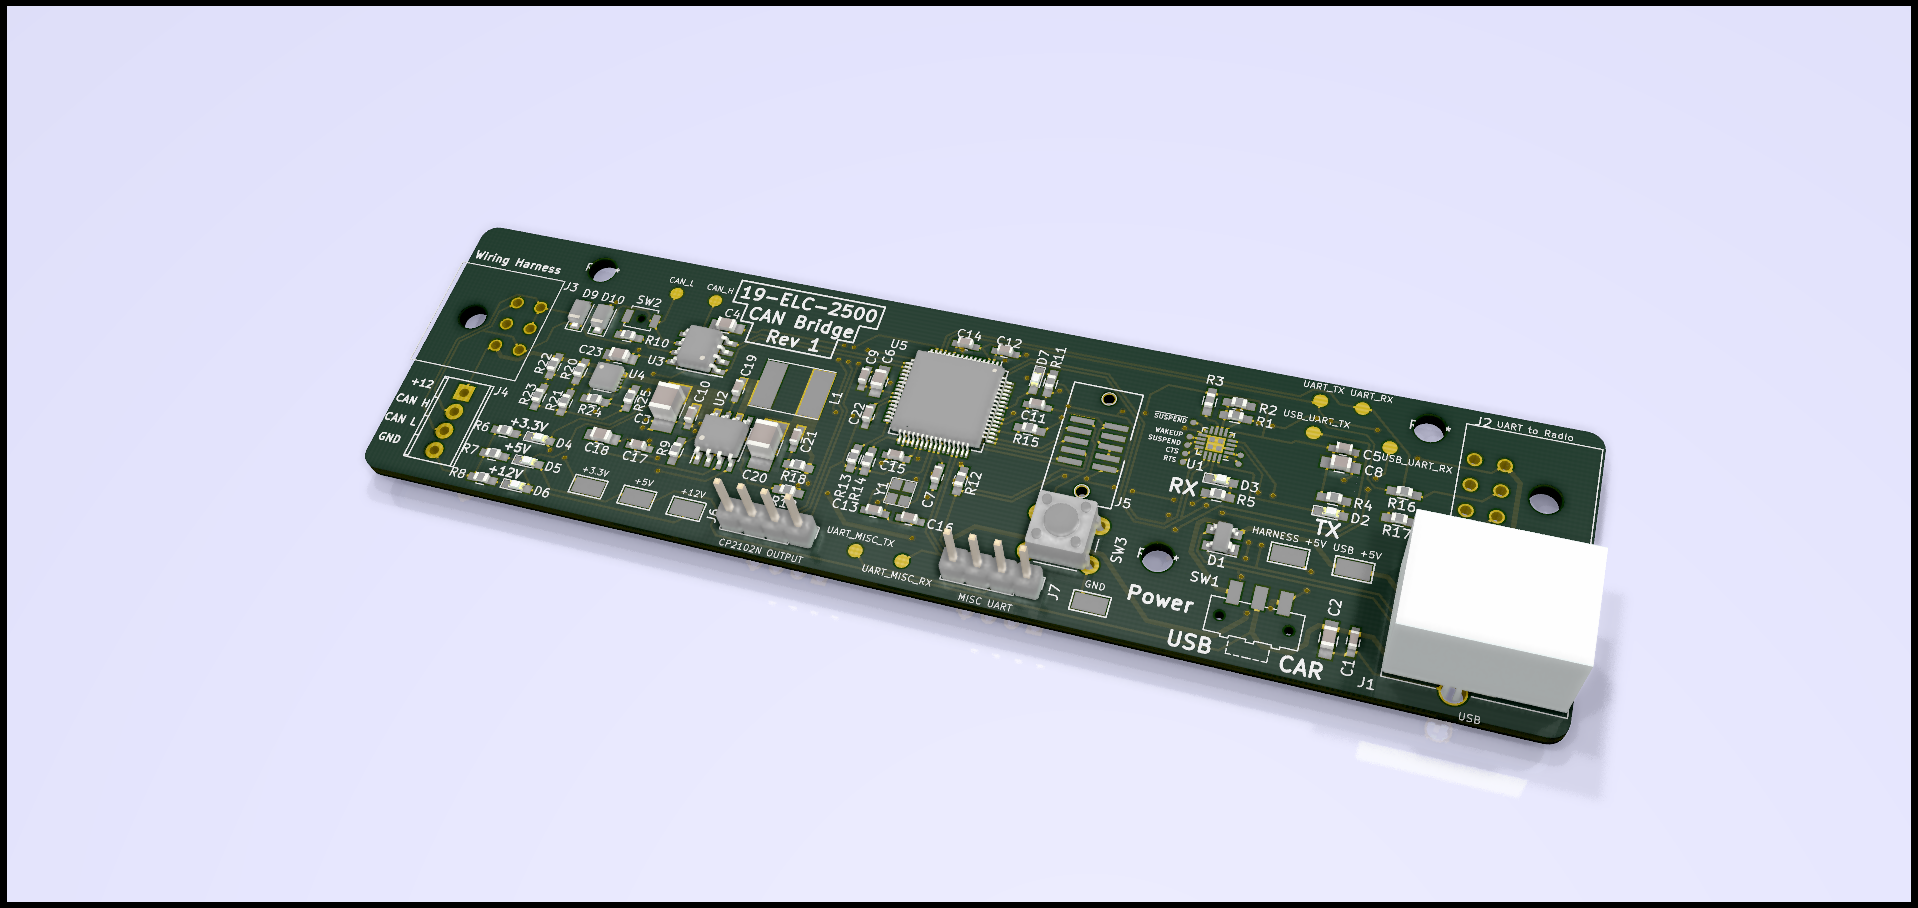 Wiring Harness
J3
D9
D10
SW2
CAN_L
CAN_H
19-ELC-2500
CAN Bridge
Rev 1
C4
R10
U3
C23
R22
R20
U4
R23
R21
R24
R25
C10
U2
C19
L1
C9
C6
U5
C14
C12
D7
R11
C11
R15
C22
+12
CAN H
CAN L
GND
J4
R6
+3.3V
D4
R7
+5V
D5
R8
+12V
D6
C18
C17
R9
+3.3V
+5V
+12V
C20
C21
R18
J6
CP2102N OUTPUT
R13
R14
C13
C15
Y1
C16
C7
R12
UART_MISC_TX
UART_MISC_RX
MISC UART
J7
J5
SW3
GND
R3
R2
R1
SUSPEND
WAKEUP
SUSPEND
CTS
RTS
U1
RX
D3
R5
UART_TX
UART_RX
USB_UART_TX
USB_UART_RX
C5
C8
R4
D2
TX
R16
R17
J2
UART to Radio
D1
HARNESS +5V
USB +5V
SW1
Power
USB
CAR
C2
C1
J1
USB